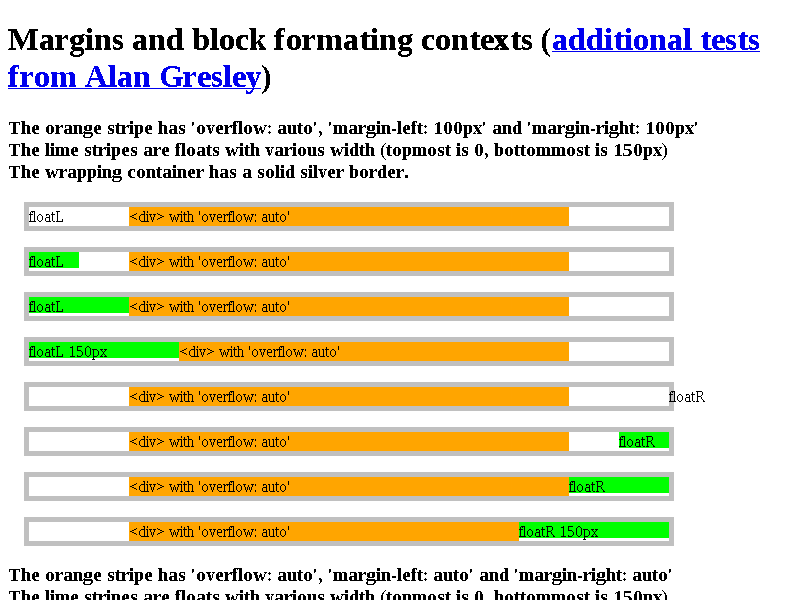 Margins and block formating contexts (additional tests
from Alan Gresley)
The orange stripe has 'overflow: auto', 'margin-left: 100px' and 'margin-right: 100px'
The lime stripes are floats with various width (topmost is 0, bottommost is 150px)
The wrapping container has a solid silver border.
floatL <div> with 'overflow: auto'
floatL <div> with 'overflow: auto'
floatL <div> with 'overflow: auto'
floatL 150px <div> with 'overflow: auto'
<div> with 'overflow: auto' floatR
<div> with 'overflow: auto' floatR
<div> with 'overflow: auto' floatR
<div> with 'overflow: auto' floatR 150px
The orange stripe has 'overflow: auto', 'margin-left: auto' and 'margin-right: auto'
The lime stripes are floats with various width (topmost is 0, bottommost is 150px)